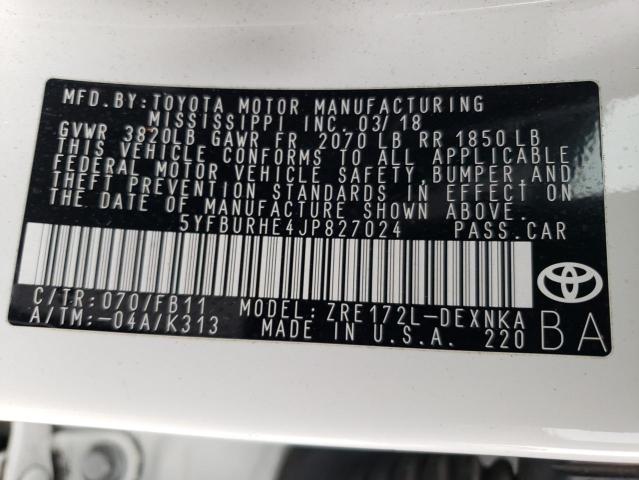 MFD.BY:TOYOTA MOTOR MANUFACTURING
MISSISSIPPI INC. 03/18
GVWR 3820LB GAWR FR 2070 LB RR 1850 LB
THIS VEHICLE CONFORMS TO ALL APPLICABLE
FEDERAL MOTOR VEHICLE SAFETY, BUMPER AND
THEFT PREVENTION STANDARDS IN EFFECT ON
THE DATE OF MANUFACTURE SHOWN ABOVE.
5YFBURHE4JP827024 PASS.CAR
C/TR:070/FB11 MODEL:ZRE172L-DEXNKA
A/TM:-04A/K313 MADE IN U.S.A. 220
BA